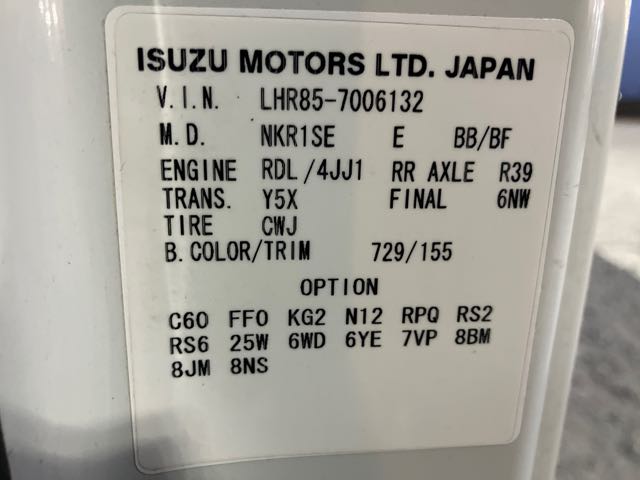 ISUZU MOTORS LTD. JAPAN
V.I.N. LHR85-7006132
M.D. NKR1SE E BB/BF
ENGINE RDL/4JJ1 RR AXLE R39
TRANS. Y5X FINAL 6NW
TIRE CWJ
B.COLOR/TRIM 729/155
OPTION
C60 FF0 KG2 N12 RPQ RS2
RS6 25W 6WD 6YE 7VP 8BM
8JM 8NS